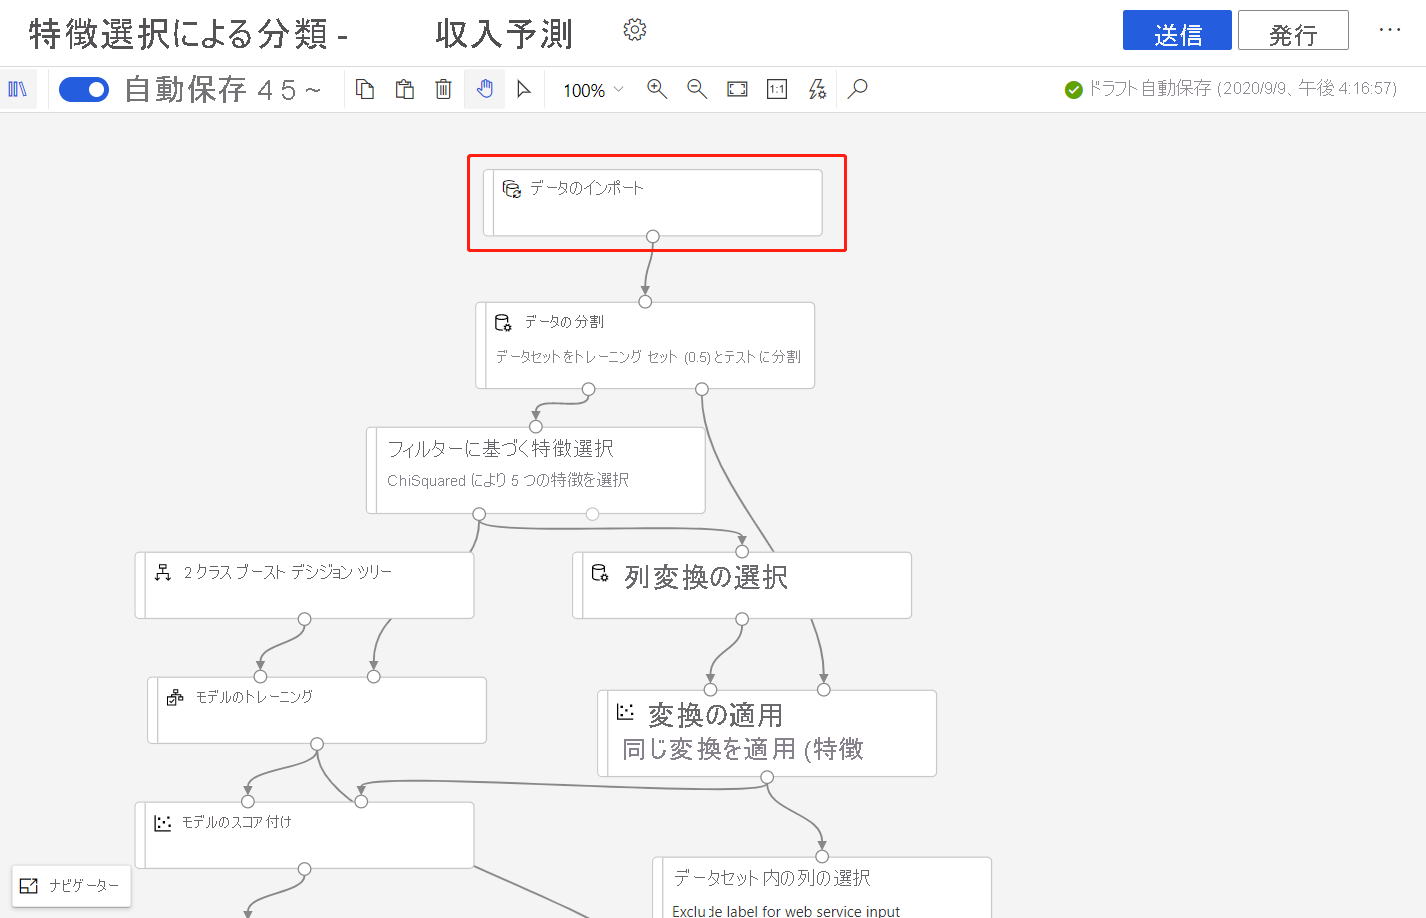 特徴選択による分類 - 収入予測
送信
発行
自動保存 4 5 ~
100%
1:1
ドラフト自動保存 (2020/9/9、午後 4:16:57)
データのインポート
データの分割
データセットをトレーニング セット (0.5)とテストに分割
フィルターに基づく特徴選択
ChiSquared により 5 つの特徴を選択
2 クラス ブースト デシジョン ツリー
列変換の選択
モデルのトレーニング
変換の適用
同じ変換を適用 (特徴
モデルのスコア付け
データセット内の列の選択
ナビゲーター
Exclude label for web service input